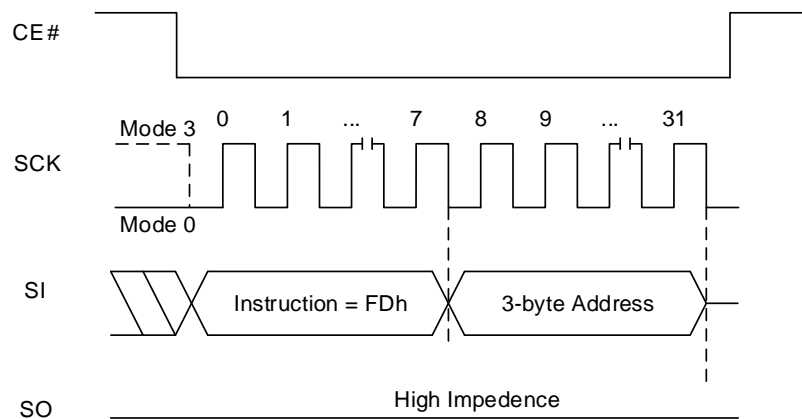 CE#
0 1 ... 7 8 9 ... 31
Mode 3
SCK
Mode 0
SI
Instruction = FDh 3-byte Address
High Impedence
SO